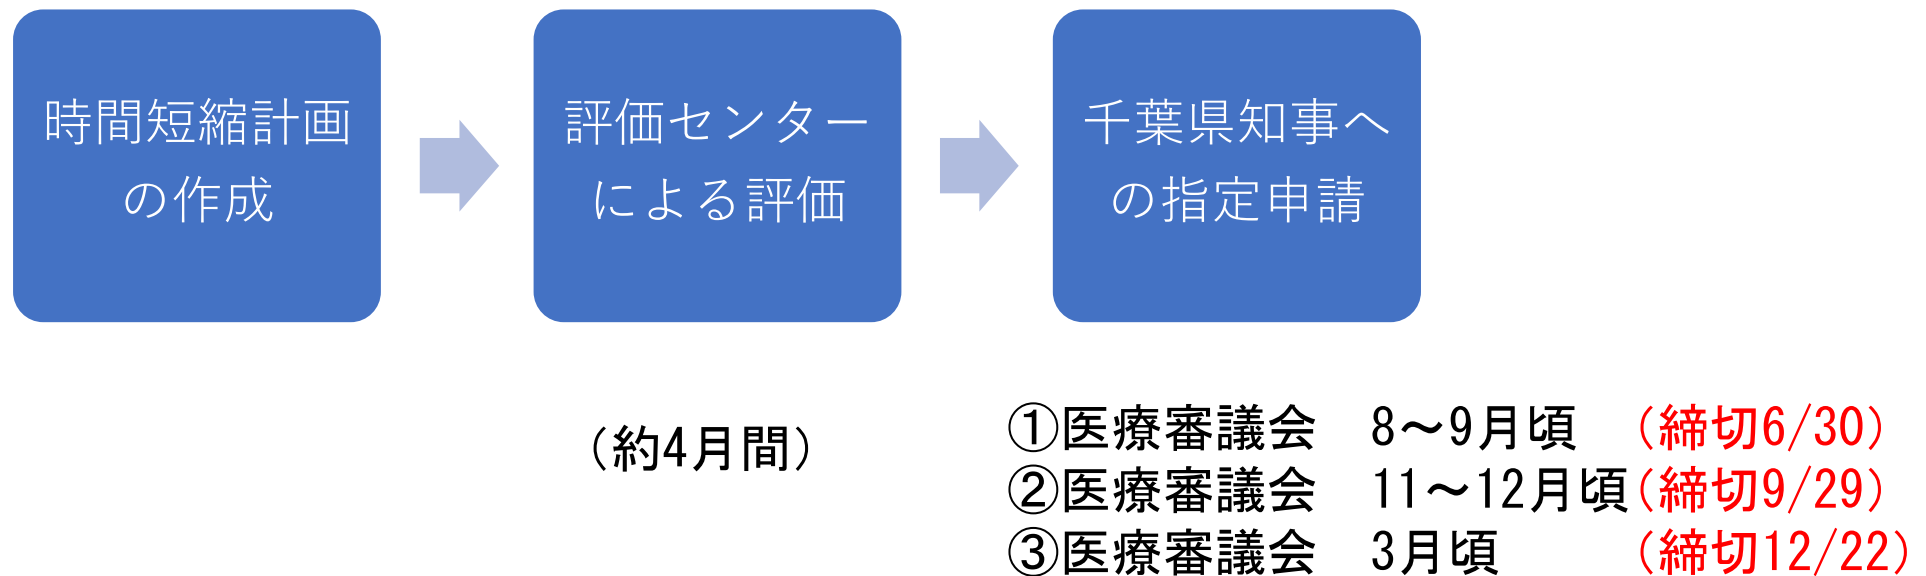 時間短縮計画
の作成
評価センター
による評価
千葉県知事へ
の指定申請
（約4月間）
①医療審議会　8～9月頃　（締切6/30）
②医療審議会　11～12月頃（締切9/29）
③医療審議会　3月頃　　　（締切12/22）